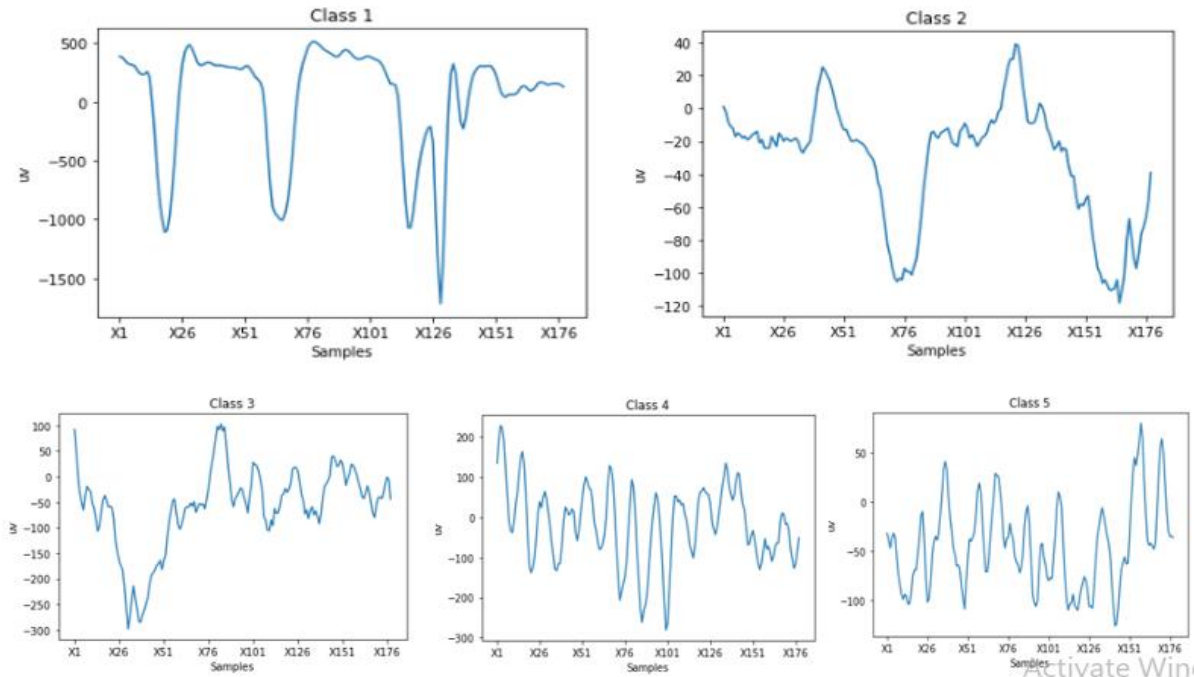 Class 1
500
0
−500
−1000
−1500
UV
X1 X26 X51 X76 X101 X126 X151 X176
Samples
Class 2
40
20
0
−20
−40
−60
−80
−100
−120
UV
X1 X26 X51 X76 X101 X126 X151 X176
Samples
Class 3
100
50
0
−50
−100
−150
−200
−250
−300
uv
X1 X26 X51 X76 X101 X126 X151 X176
Samples
Class 4
200
100
0
−100
−200
−300
uv
X1 X26 X51 X76 X101 X126 X151 X176
Samples
Class 5
50
0
−50
−100
uv
X1 X26 X51 X76 X101 X126 X151 X176
Samples
Activate Win